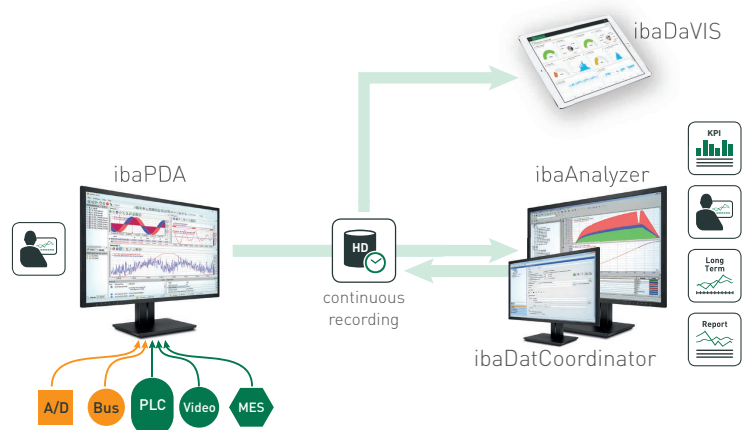 ibaDaVIS
KPI
ibaPDA
ibaAnalyzer
HD
continuous
recording
Long
Term
Report
ibaDatCoordinator
A/D
Bus
PLC
Video
MES